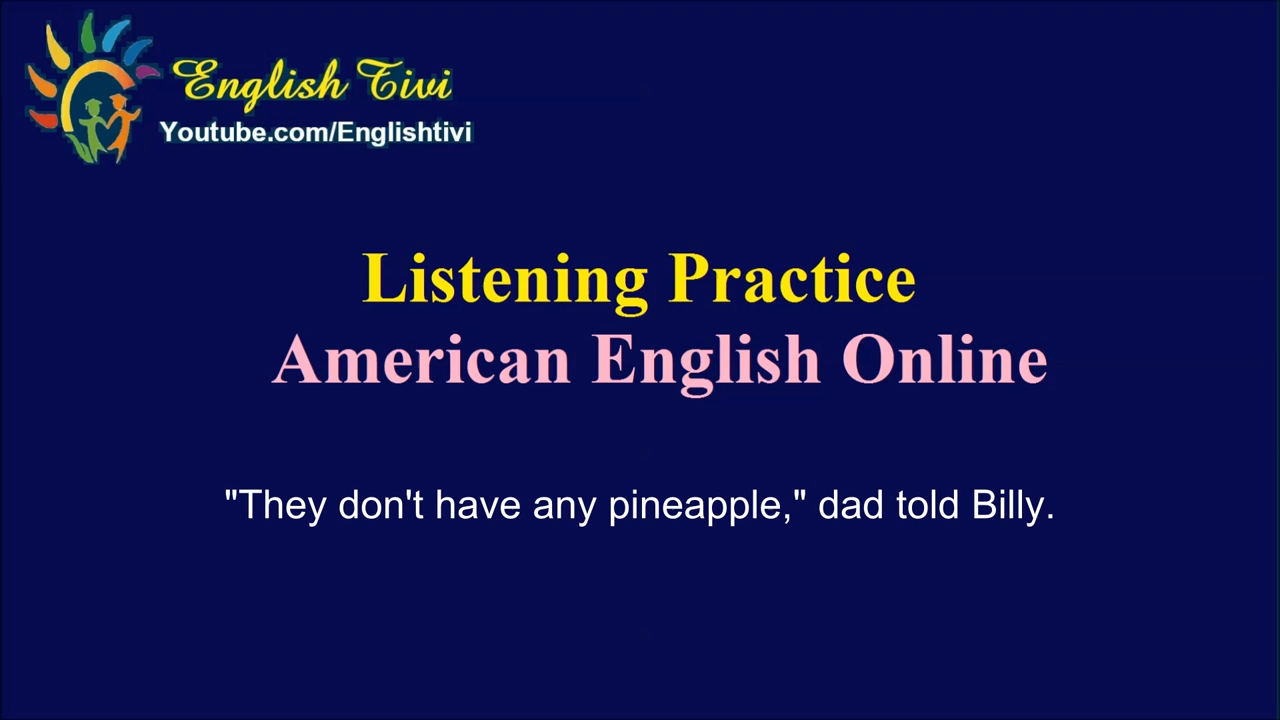 English Tivi
Youtube.com/Englishtivi
Listening Practice
American English Online
"They don't have any pineapple," dad told Billy.